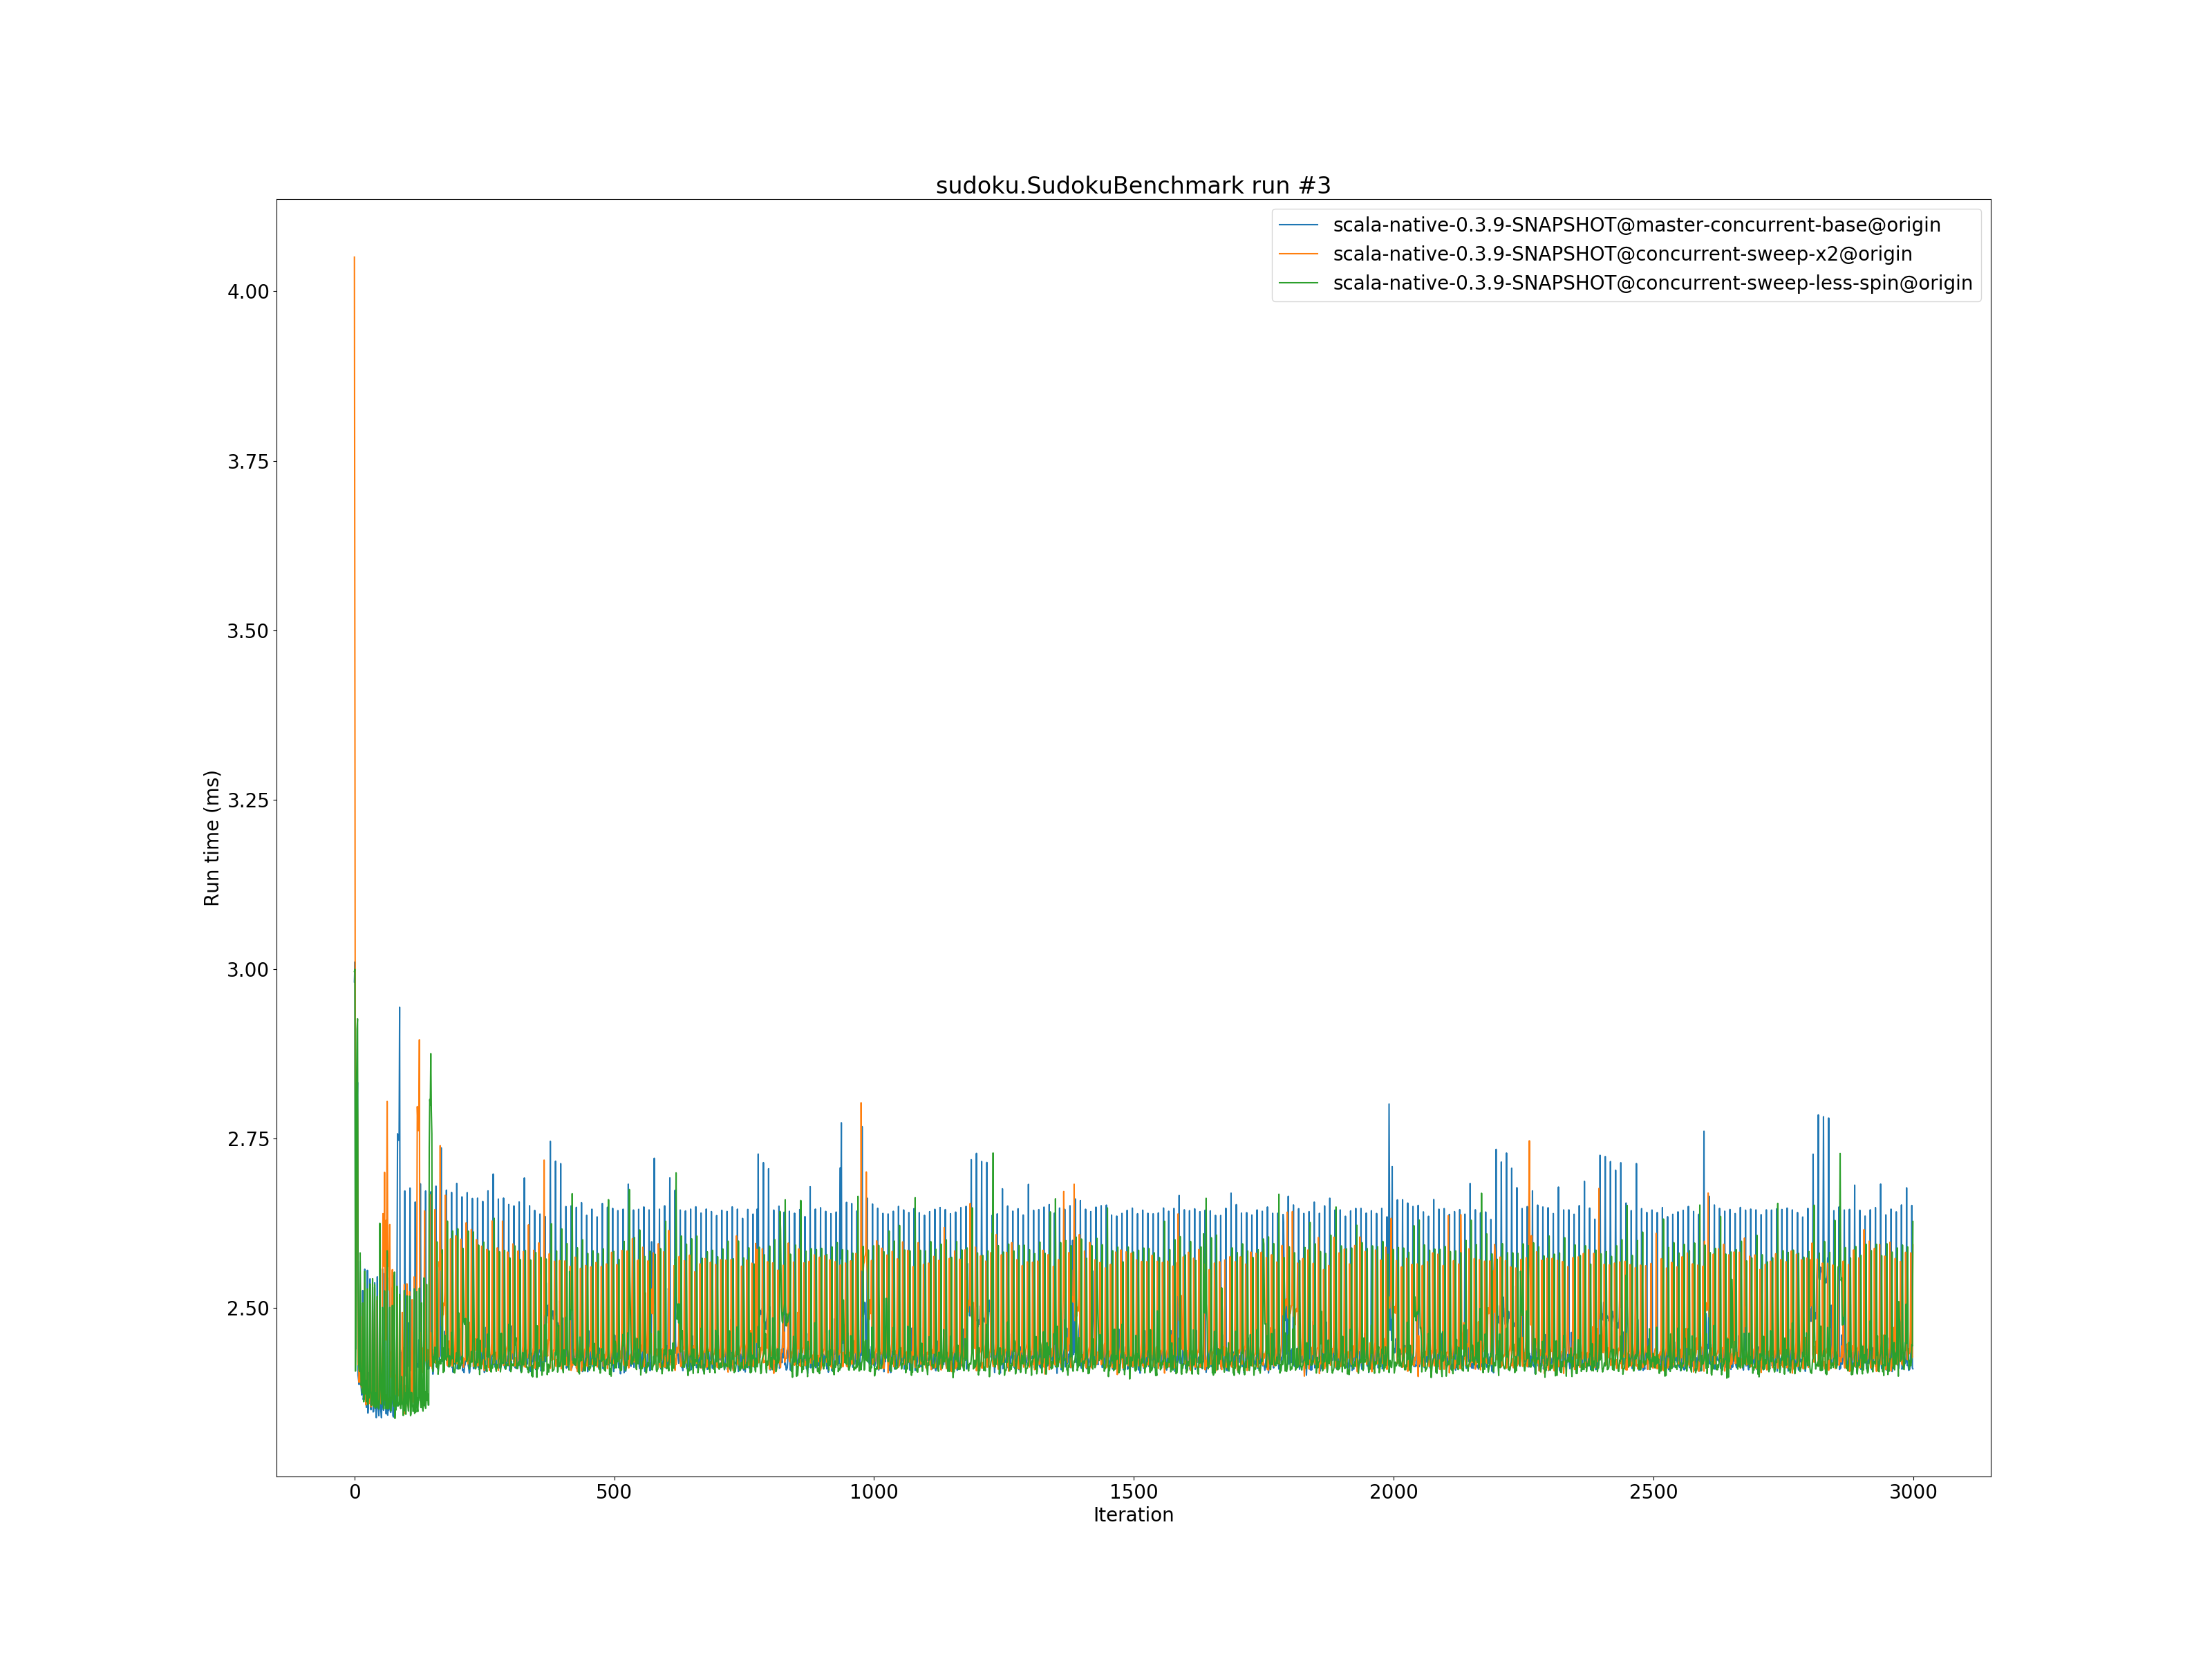 sudoku.SudokuBenchmark run #3
scala-native-0.3.9-SNAPSHOT@master-concurrent-base@origin
scala-native-0.3.9-SNAPSHOT@concurrent-sweep-x2@origin
scala-native-0.3.9-SNAPSHOT@concurrent-sweep-less-spin@origin
4.00
3.75
3.50
3.25
3.00
2.75
2.50
Run time (ms)
0 500 1000 1500 2000 2500 3000
Iteration